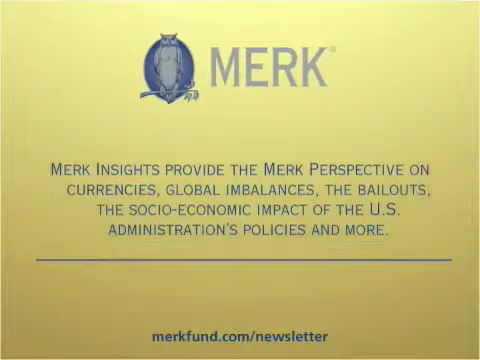 MERK®
MERK INSIGHTS PROVIDE THE MERK PERSPECTIVE ON
CURRENCIES, GLOBAL IMBALANCES, THE BAILOUTS,
THE SOCIO-ECONOMIC IMPACT OF THE U.S.
ADMINISTRATION'S POLICIES AND MORE.
merkfund.com/newsletter